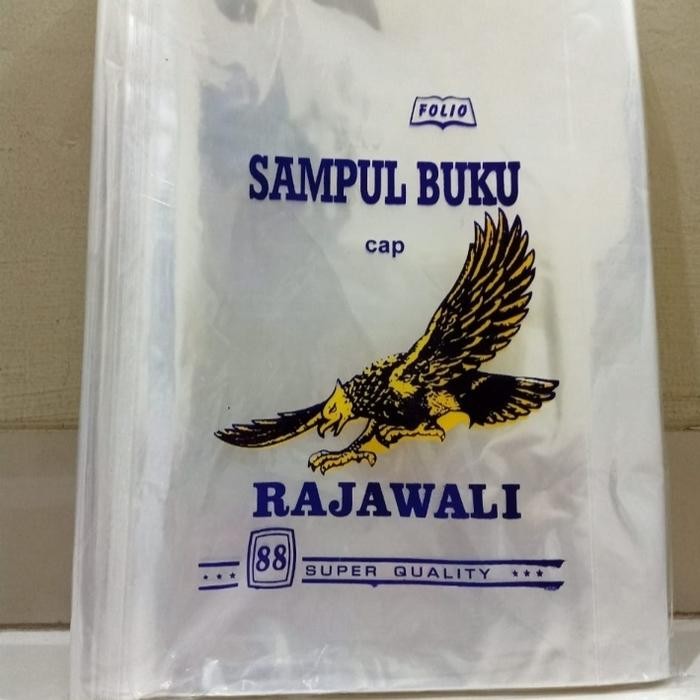 FOLIO
SAMPUL BUKU
cap
RAJAWALI
88 SUPER QUALITY